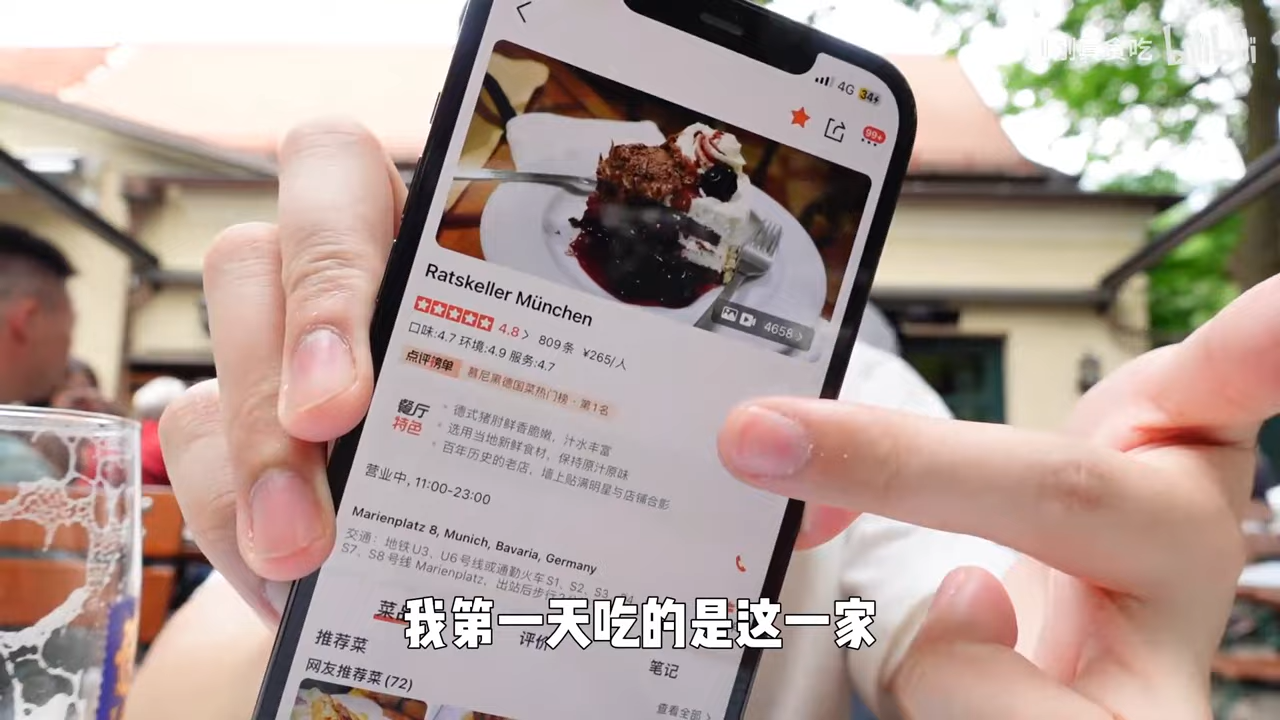 4G 34
99+
4658
Ratskeller München
4.8 809条 ¥265/人
口味:4.7 环境:4.9 服务:4.7
点评榜单 慕尼黑德国菜热门榜·第1名
餐厅特色
德式猪肘鲜香脆嫩，汁水丰富
选用当地新鲜食材，保持原汁原味
百年历史的老店，墙上贴满明星与店铺合影
营业中, 11:00-23:00
Marienplatz 8, Munich, Bavaria, Germany
交通：地铁U3、U6号线或通勤火车S1、S2、S3、S4
S7、S8号线 Marienplatz，出站后步行
我第一天吃的是这一家
评价
笔记
推荐菜
网友推荐菜(72)
查看全部
bilibili